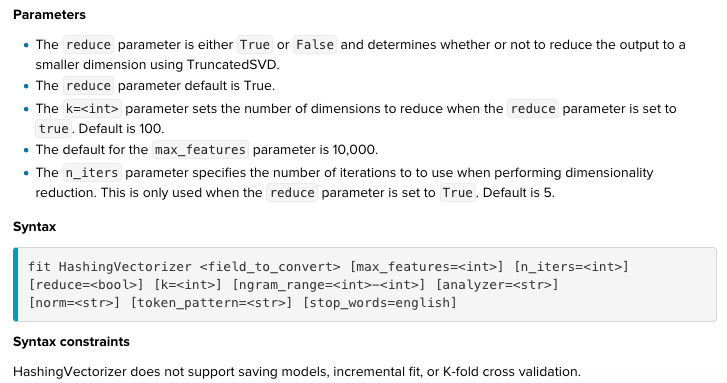 Parameters
• The reduce parameter is either True or False and determines whether or not to reduce the output to a
smaller dimension using TruncatedSVD.
• The reduce parameter default is True.
• The k=<int> parameter sets the number of dimensions to reduce when the reduce parameter is set to
true. Default is 100.
• The default for the max_features parameter is 10,000.
• The n_iters parameter specifies the number of iterations to to use when performing dimensionality
reduction. This is only used when the reduce parameter is set to True. Default is 5.
Syntax
fit HashingVectorizer <field_to_convert> [max_features=<int>] [n_iters=<int>]
[reduce=<bool>] [k=<int>] [ngram_range=<int>-<int>] [analyzer=<str>]
[norm=<str>] [token_pattern=<str>] [stop_words=english]
Syntax constraints
HashingVectorizer does not support saving models, incremental fit, or K-fold cross validation.